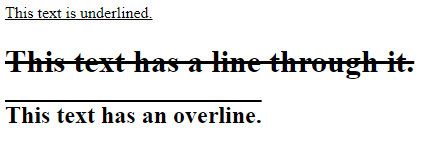 This text is underlined.
This text has a line through it.
This text has an overline.